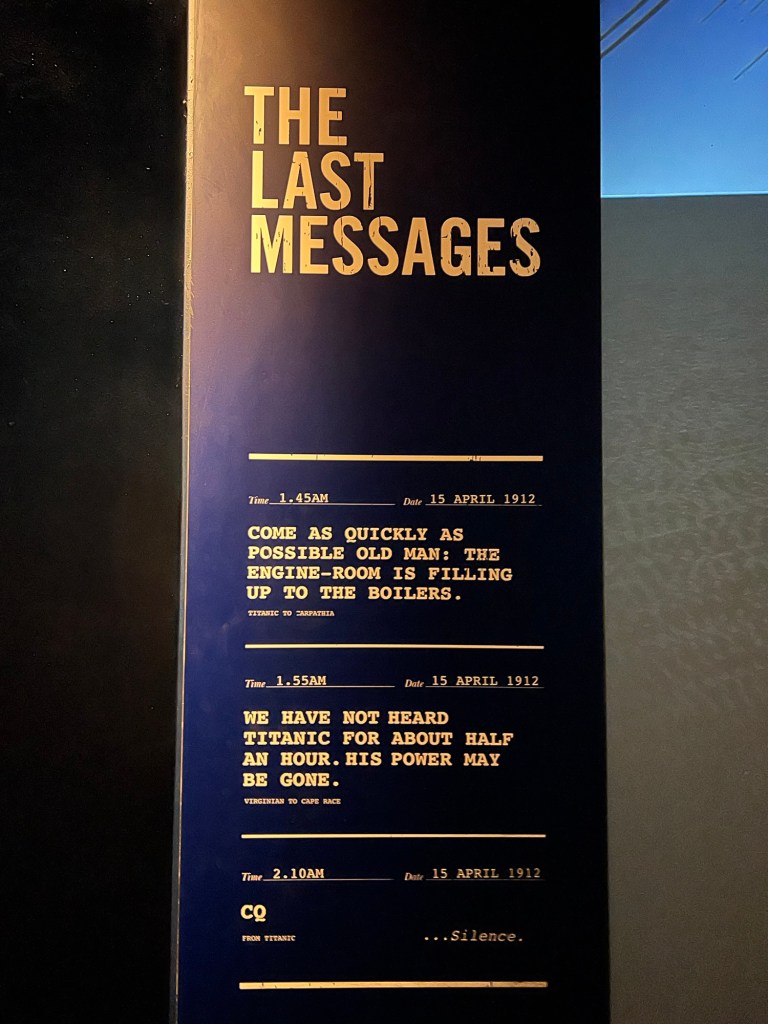 THE
LAST
MESSAGES
Time 1.45AM Date 15 APRIL 1912
COME AS QUICKLY AS
POSSIBLE OLD MAN: THE
ENGINE-ROOM IS FILLING
UP TO THE BOILERS.
TITANIC TO CARPATHIA
Time 1.55AM Date 15 APRIL 1912
WE HAVE NOT HEARD
TITANIC FOR ABOUT HALF
AN HOUR. HIS POWER MAY
BE GONE.
VIRGINIAN TO CAPE RACE
Time 2.10AM Date 15 APRIL 1912
CQ
FROM TITANIC ...Silence.